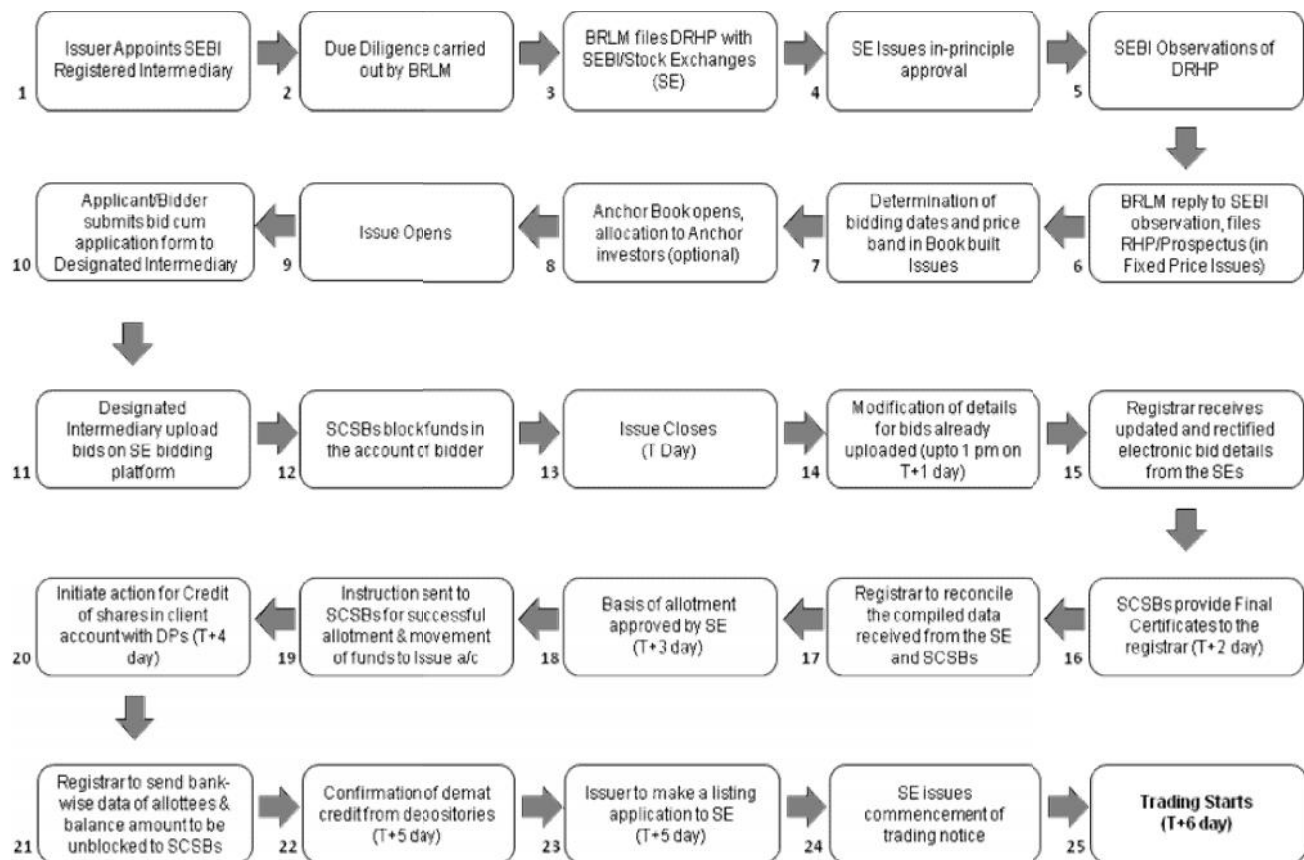 Issuer Appoints SEBI
Registered Intermediary
1
Due Diligence carried
out by BRLM
2
BRLM files DRHP with
SEBI/Stock Exchanges
(SE)
3
SE Issues in-principle
approval
4
SEBI Observations of
DRHP
5
BRLM reply to SEBI
observation, files
RHP/Prospectus (in
Fixed Price Issues)
6
Determination of
bidding dates and price
band in Book built
Issues
7
Anchor Book opens,
allocation to Anchor
investors (optional)
8
Issue Opens
9
Applicant/Bidder
submits bid cum
application form to
Designated Intermediary
10
Designated
Intermediary upload
bids on SE bidding
platform
11
SCSBs block funds in
the account of bidder
12
Issue Closes
(T Day)
13
Modification of details
for bids already
uploaded (upto 1 pm on
T+1 day)
14
Registrar receives
updated and rectified
electronic bid details
from the SEs
15
SCSBs provide Final
Certificates to the
registrar (T+2 day)
16
Registrar to reconcile
the compiled data
received from the SE
and SCSBs
17
Basis of allotment
approved by SE
(T+3 day)
18
Instruction sent to
SCSBs for successful
allotment & movement
of funds to Issue a/c
19
Initiate action for Credit
of shares in client
account with DPs (T+4
day)
20
Registrar to send bank-
wise data of allottees &
balance amount to be
unblocked to SCSBs
21
Confirmation of demat
credit from depositories
(T+5 day)
22
Issuer to make a listing
application to SE
(T+5 day)
23
SE issues
commencement of
trading notice
24
Trading Starts
(T+6 day)
25